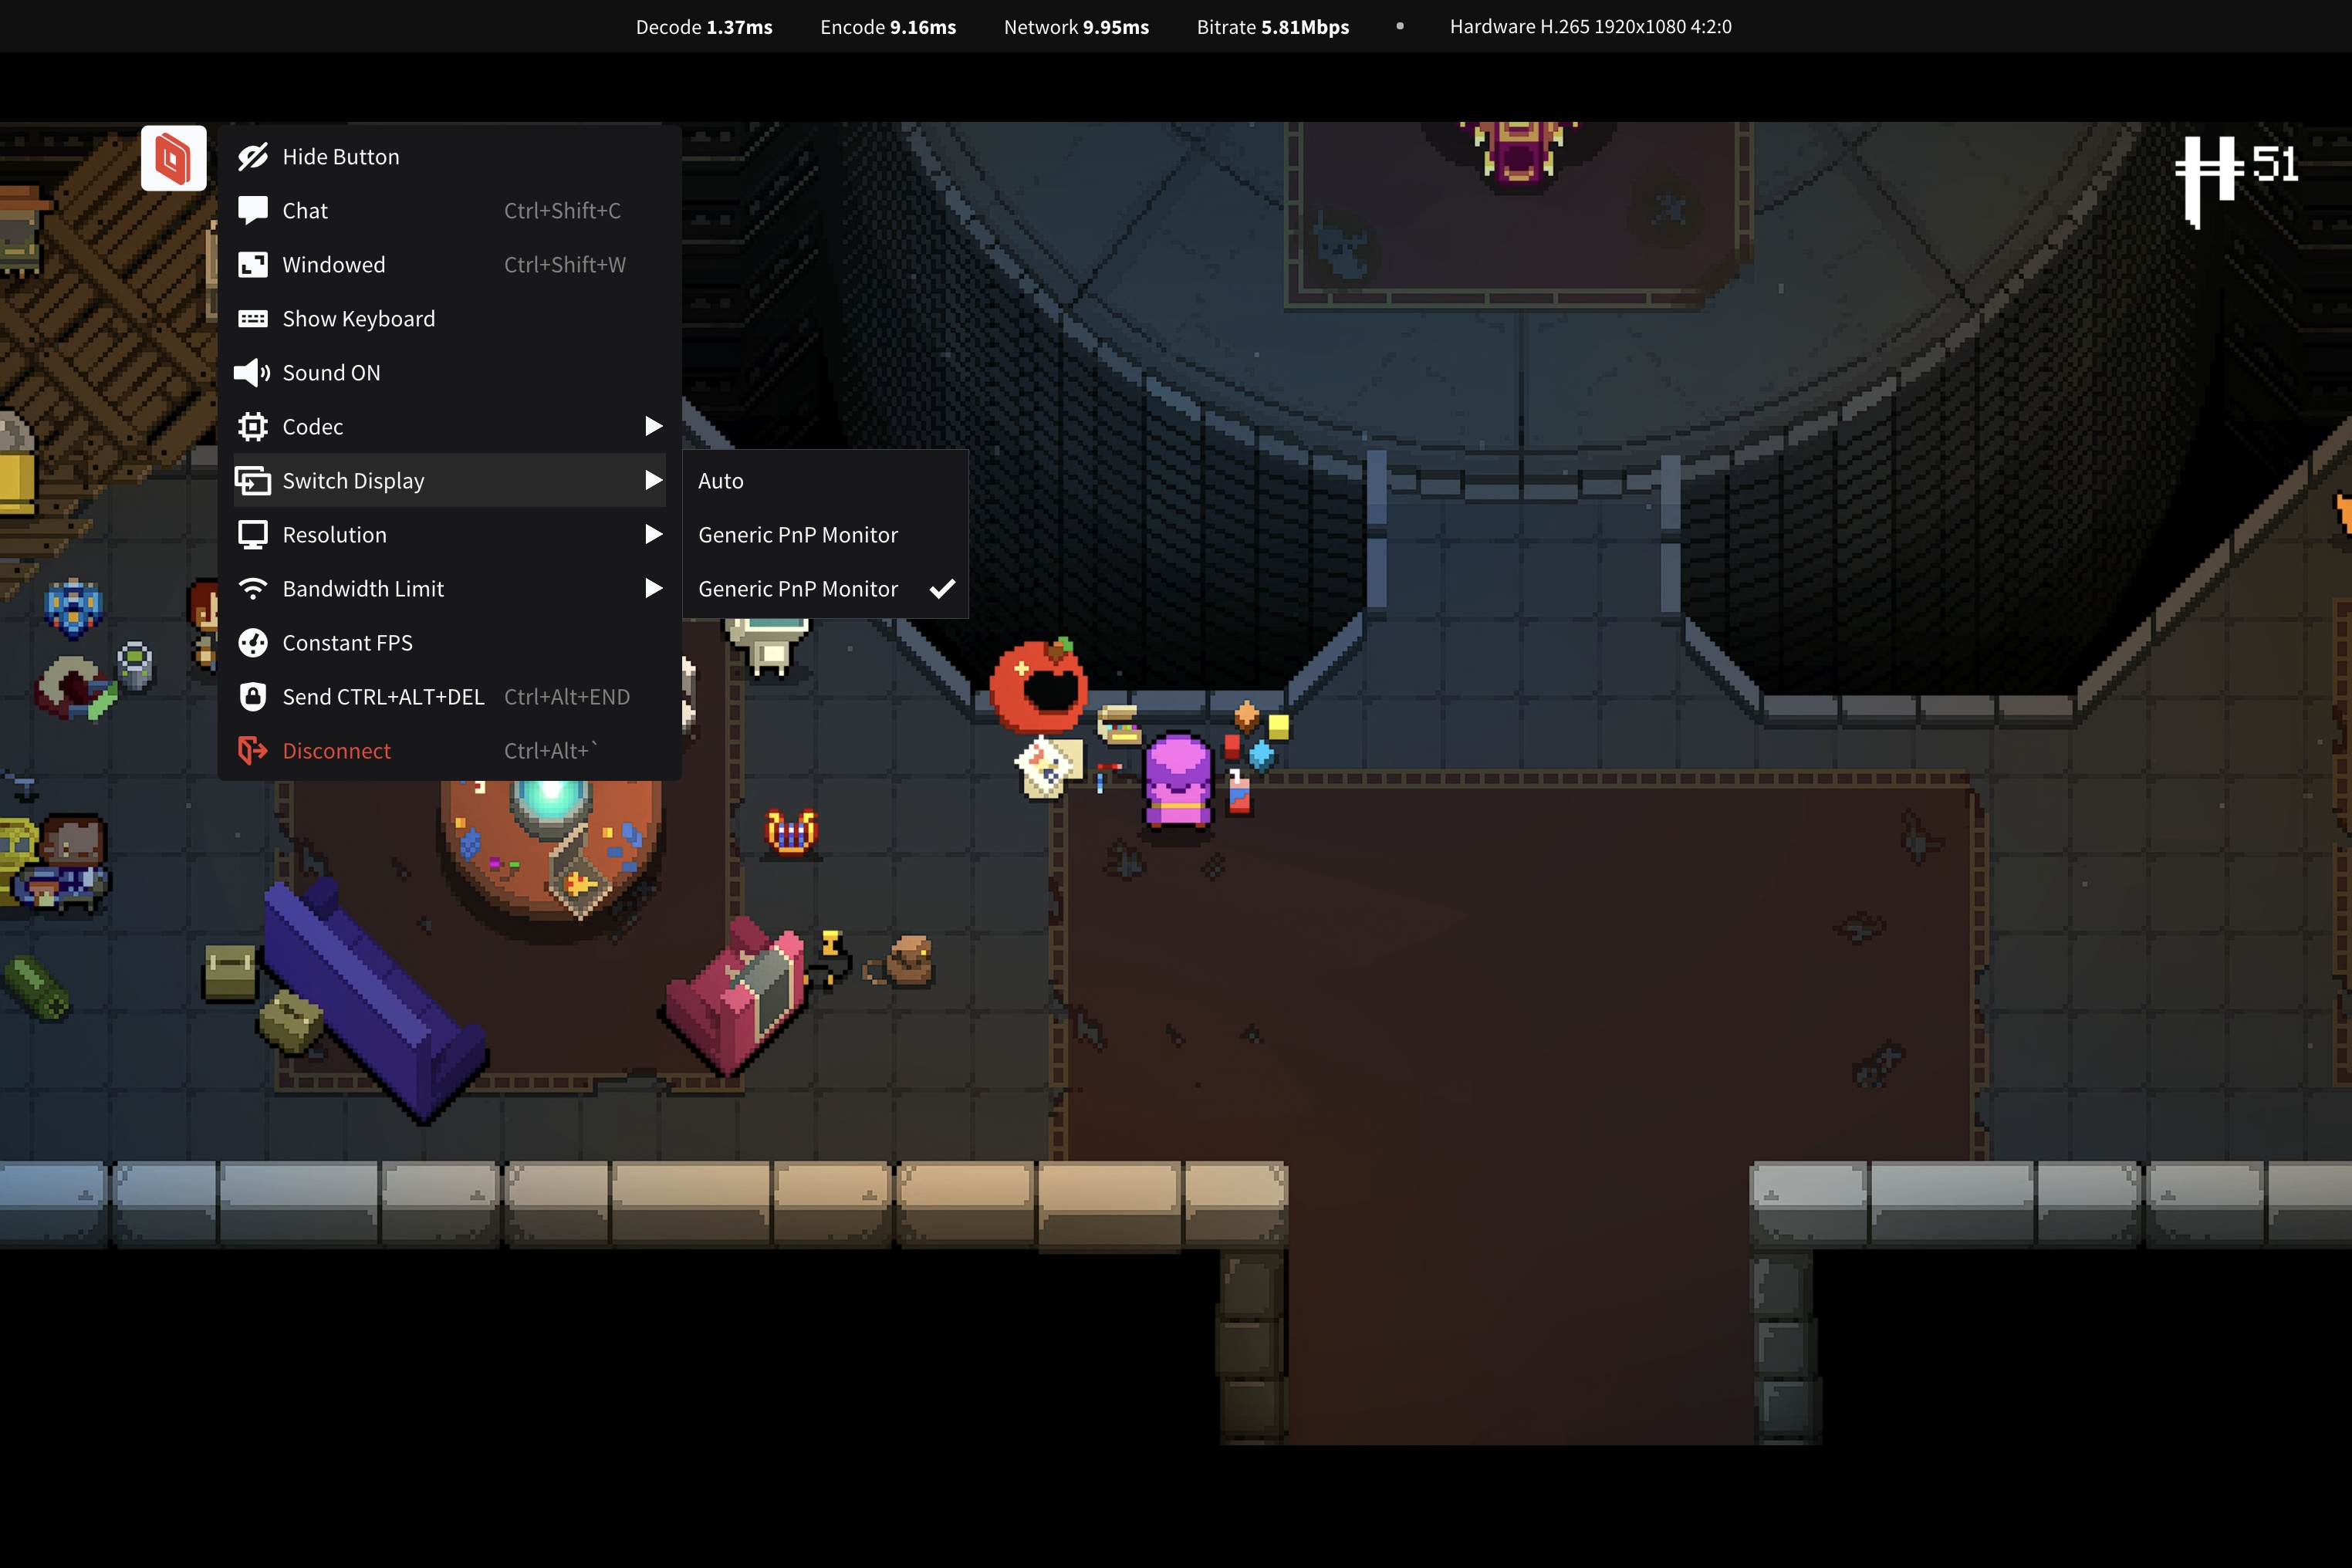 Decode 1.37ms Encode 9.16ms Network 9.95ms Bitrate 5.81Mbps • Hardware H.265 1920x1080 4:2:0
51
Hide Button
Chat Ctrl+Shift+C
Windowed Ctrl+Shift+W
Show Keyboard
Sound ON
Codec
Switch Display
Resolution
Bandwidth Limit
Constant FPS
Send CTRL+ALT+DEL Ctrl+Alt+END
Disconnect Ctrl+Alt+`
Auto
Generic PnP Monitor
Generic PnP Monitor